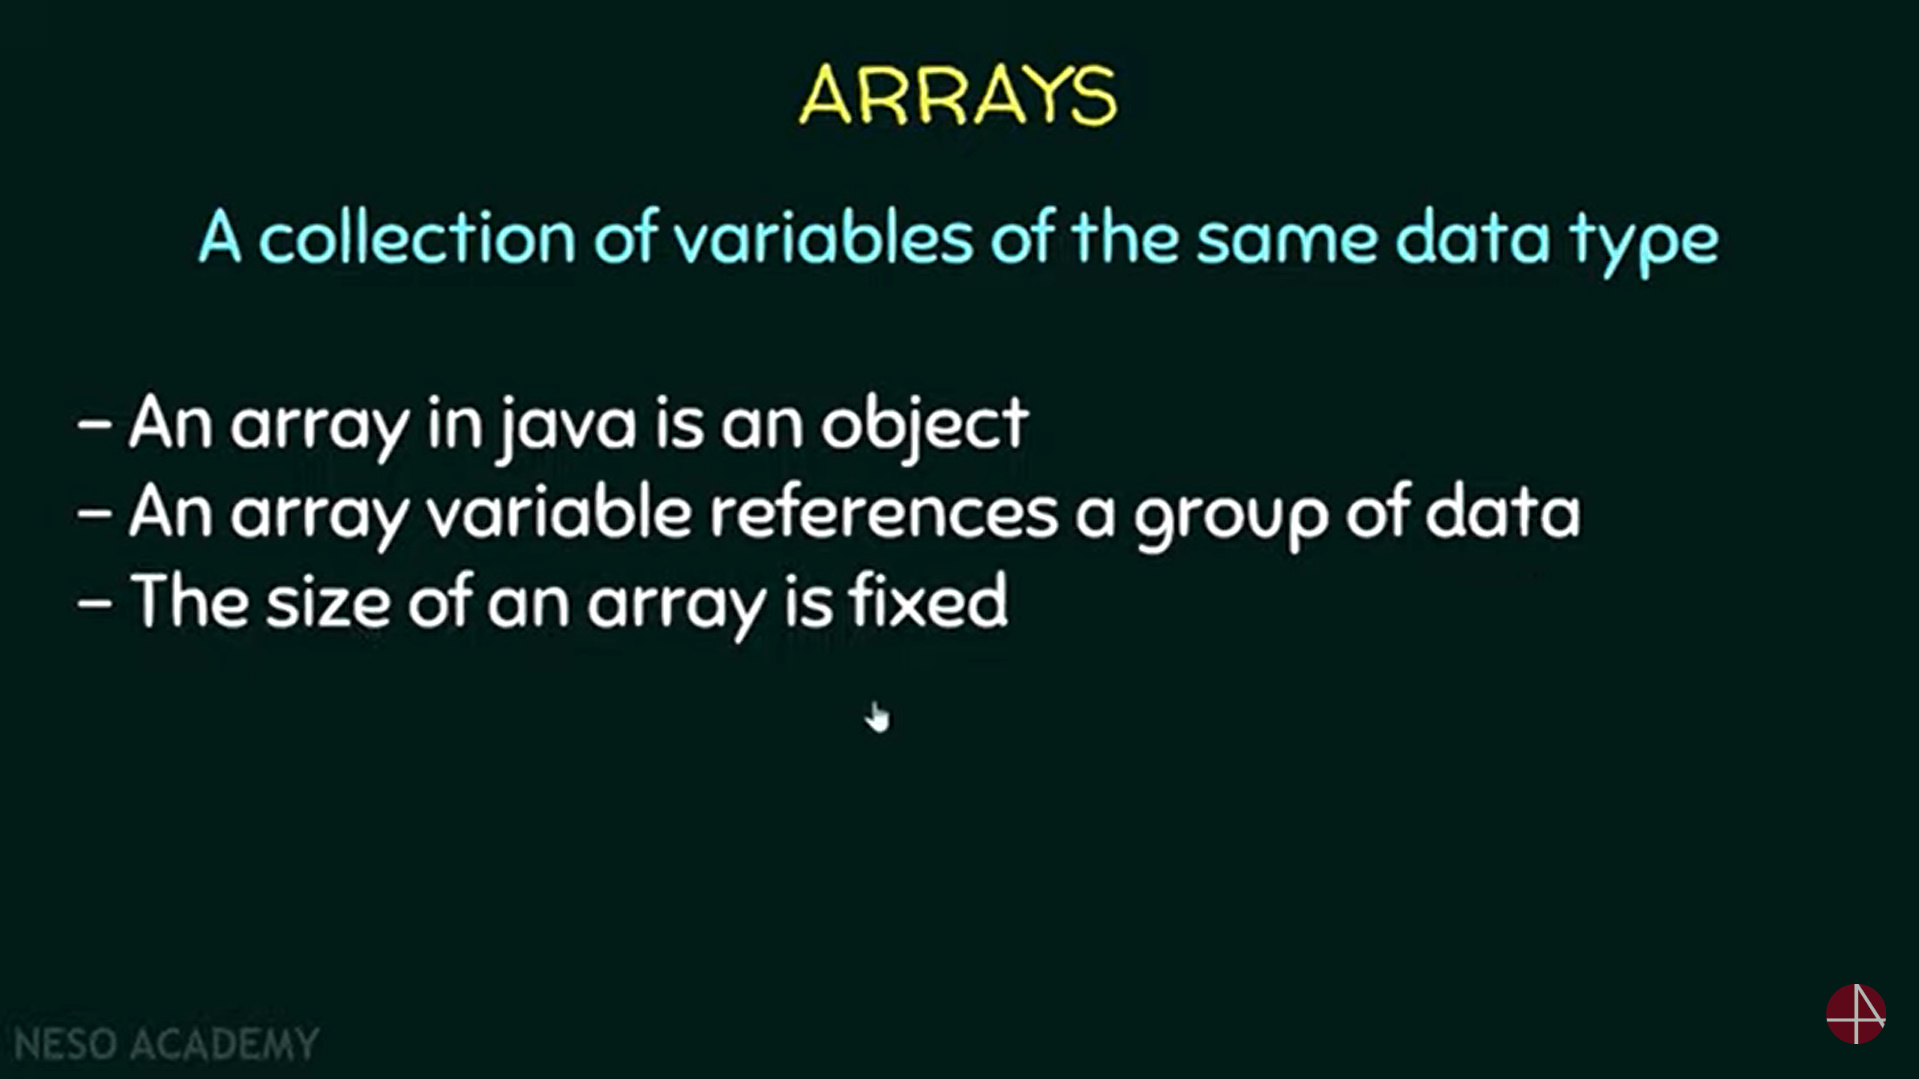 ARRAYS
A collection of variables of the same data type
– An array in java is an object
– An array variable references a group of data
– The size of an array is fixed
NESO ACADEMY